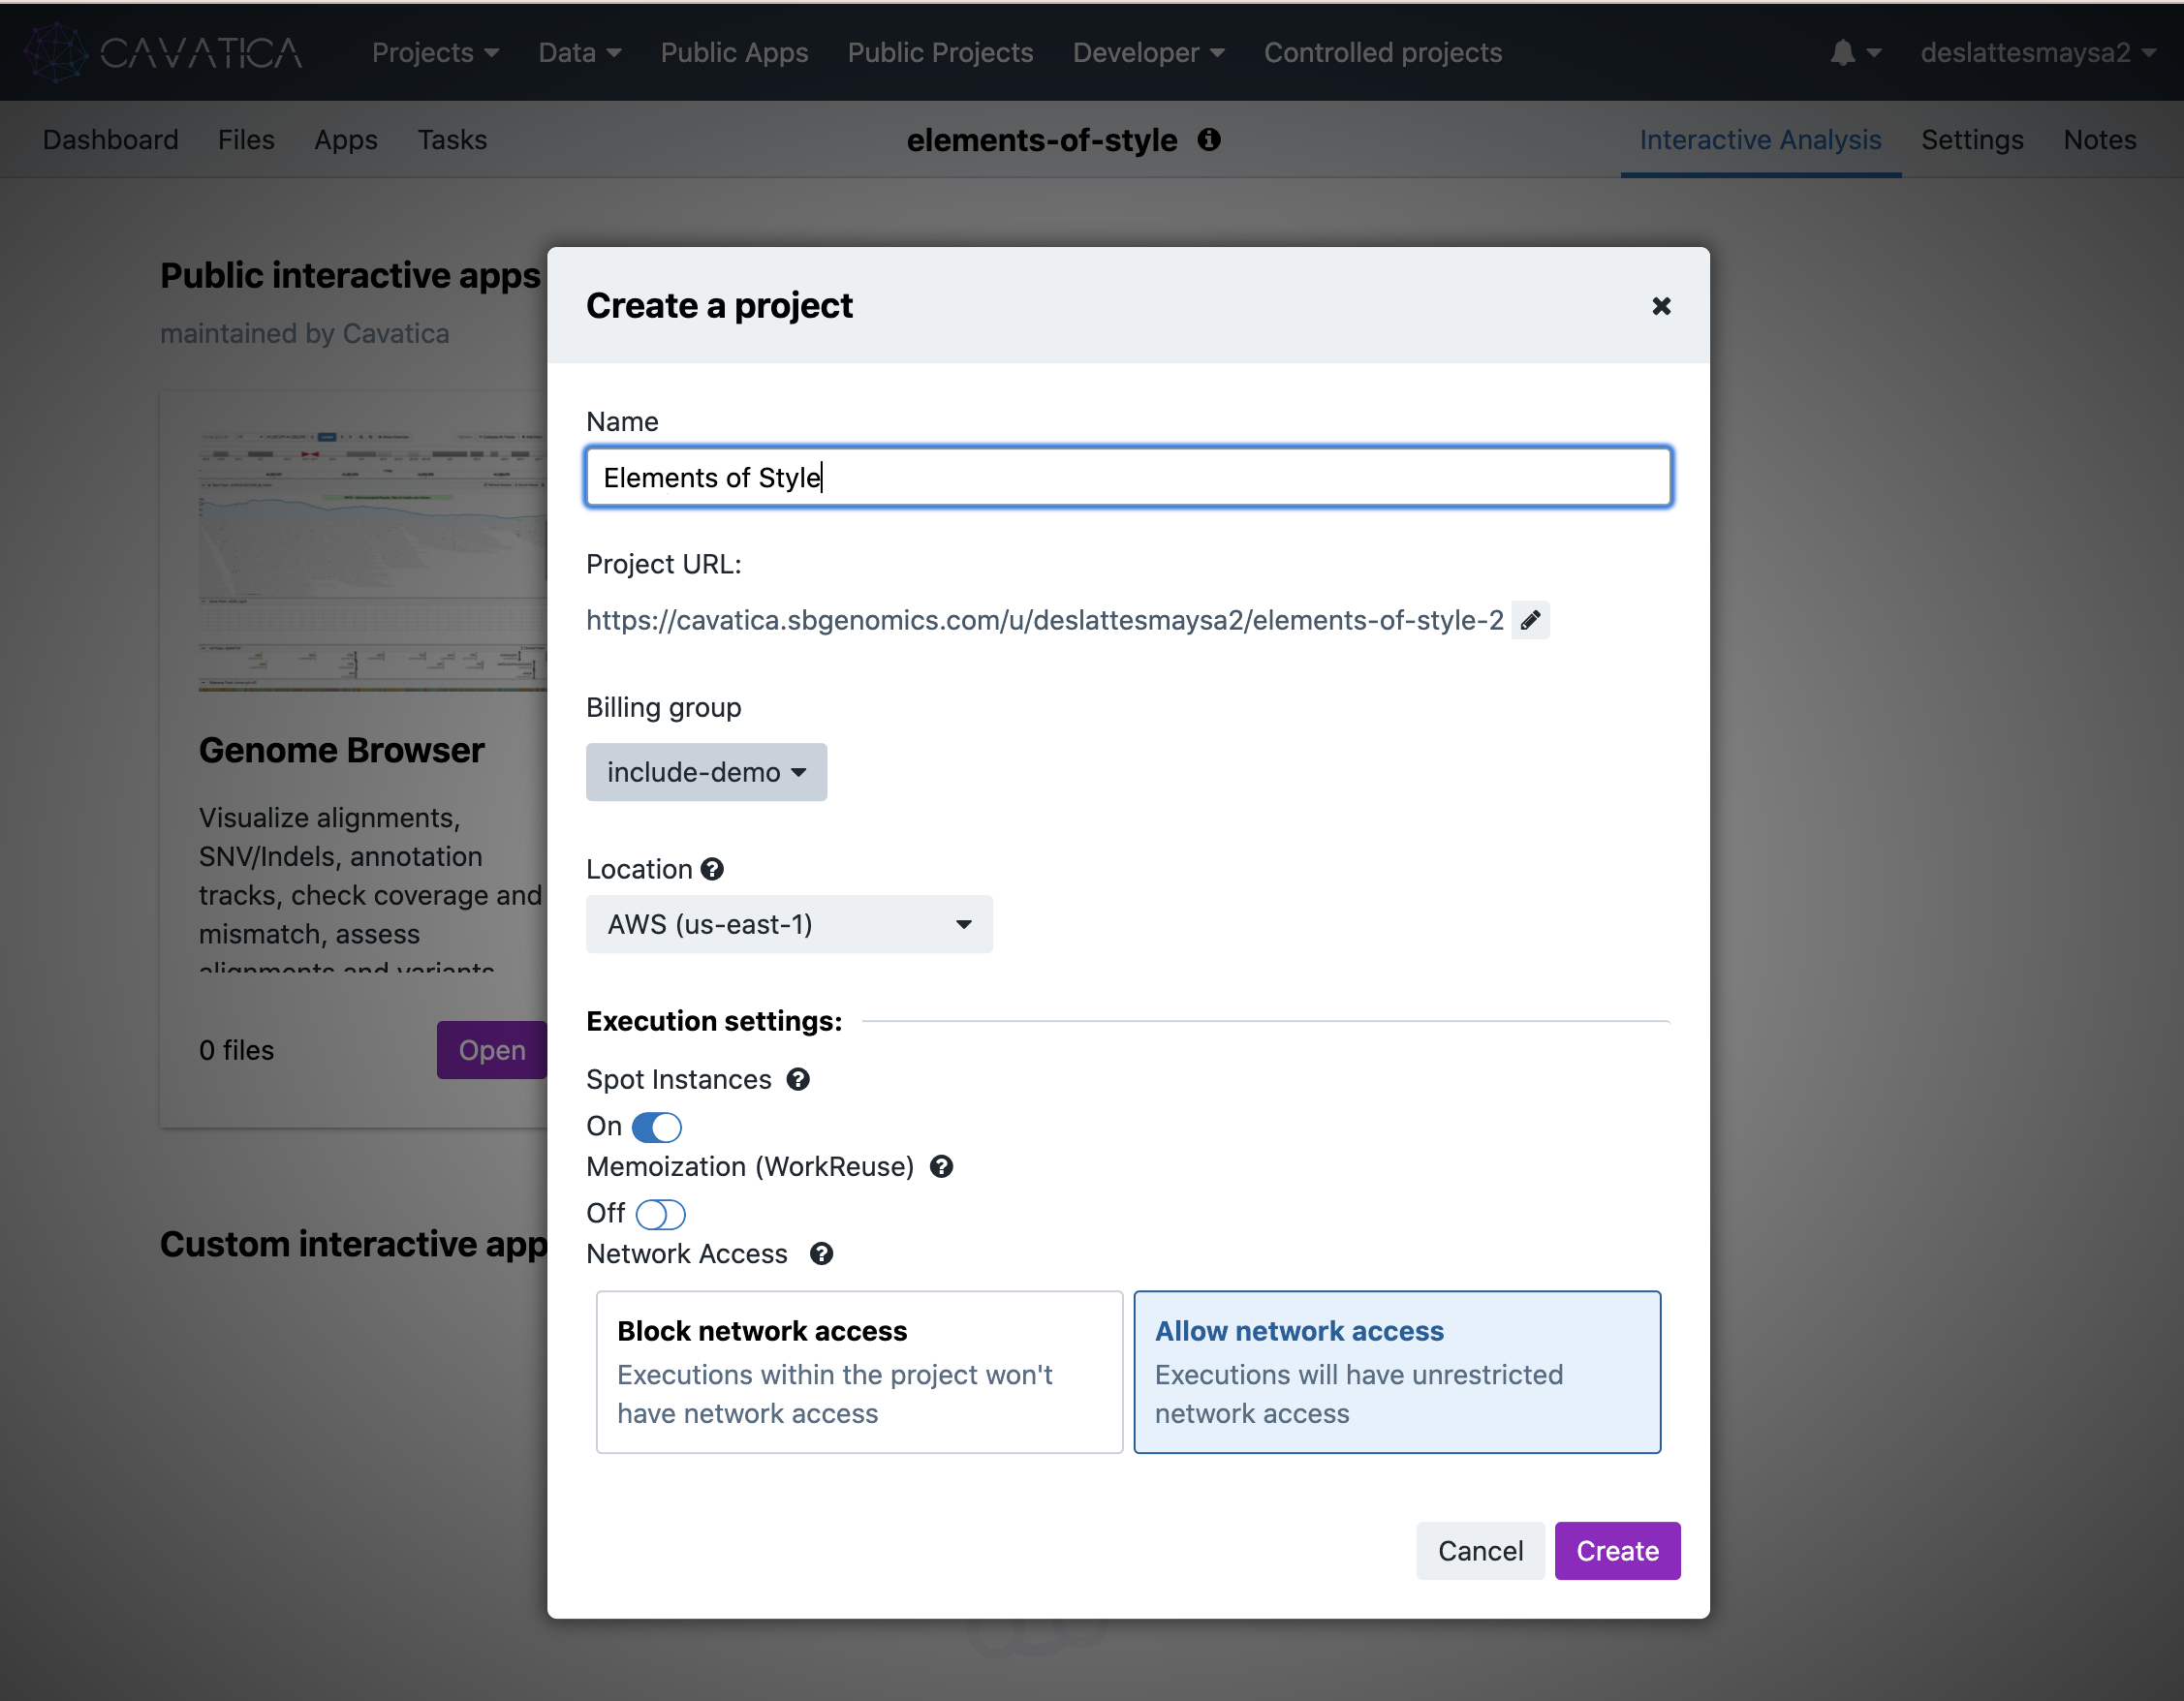 CAVATICA Projects Data Public Apps Public Projects Developer Controlled projects deslattesmaysa2
Dashboard Files Apps Tasks elements-of-style Interactive Analysis Settings Notes
Public interactive apps
maintained by Cavatica
Genome Browser
Visualize alignments,
SNV/Indels, annotation
tracks, check coverage and
mismatch, assess
alignments and variants
0 files
Open
Custom interactive app
Create a project
Name
Elements of Style
Project URL:
https://cavatica.sbgenomics.com/u/deslattesmaysa2/elements-of-style-2
Billing group
include-demo
Location
AWS (us-east-1)
Execution settings:
Spot Instances
On
Memoization (WorkReuse)
Off
Network Access
Block network access
Executions within the project won't
have network access
Allow network access
Executions will have unrestricted
network access
Cancel Create